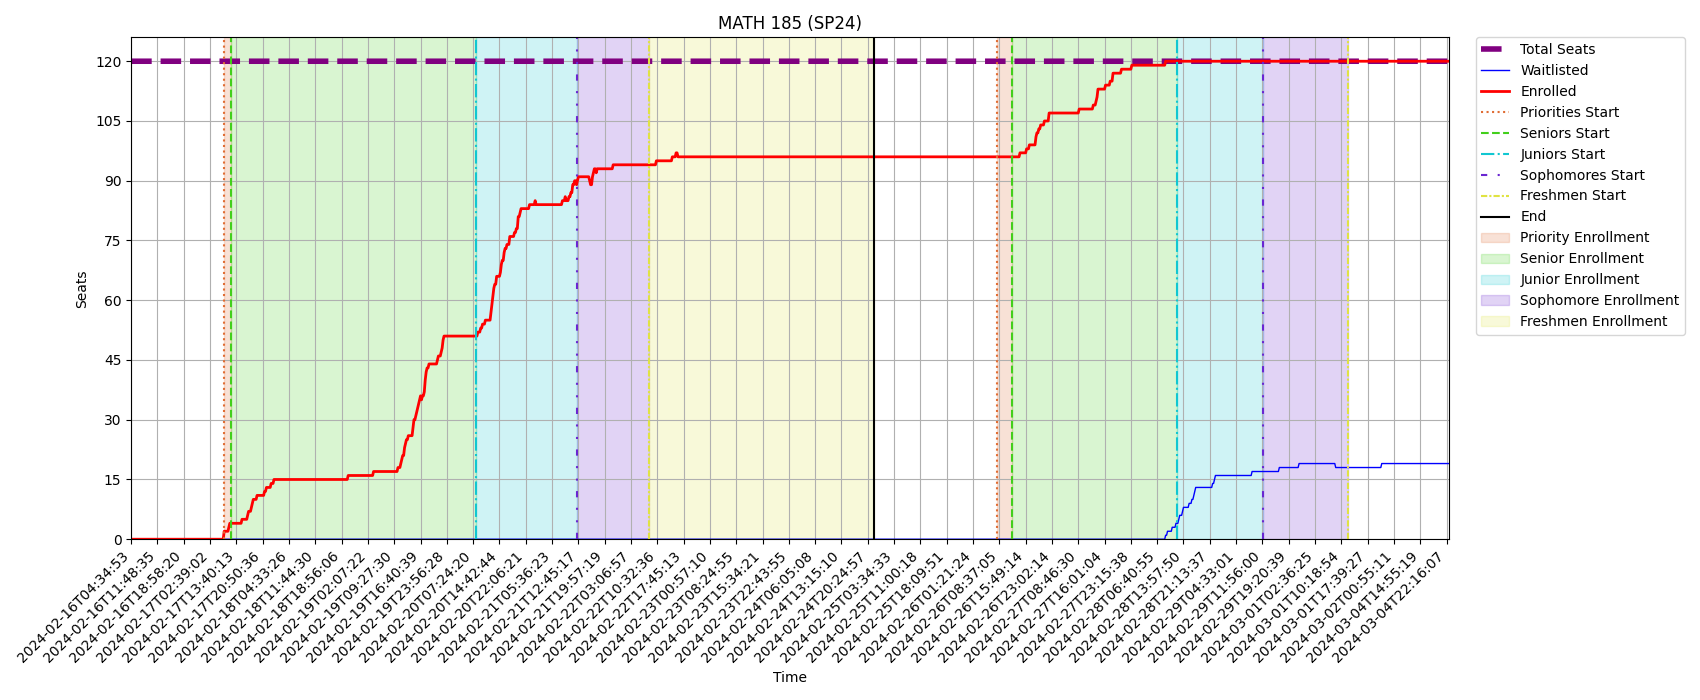 MATH 185 (SP24)
120
105
90
75
60
45
30
15
0
Seats
2024-02-16T04:34:53
2024-02-16T11:48:35
2024-02-16T18:58:20
2024-02-17T02:39:02
2024-02-17T13:40:13
2024-02-17T20:50:36
2024-02-18T04:33:26
2024-02-18T11:44:30
2024-02-18T18:56:06
2024-02-19T02:07:22
2024-02-19T09:27:30
2024-02-19T16:40:39
2024-02-19T23:56:28
2024-02-20T07:24:20
2024-02-20T14:42:44
2024-02-20T22:06:21
2024-02-21T05:36:23
2024-02-21T12:45:17
2024-02-21T19:57:19
2024-02-22T03:06:57
2024-02-22T10:32:36
2024-02-22T17:45:13
2024-02-23T00:57:10
2024-02-23T08:24:55
2024-02-23T15:34:21
2024-02-23T22:43:55
2024-02-24T06:05:08
2024-02-24T13:15:10
2024-02-24T20:24:57
2024-02-25T03:34:33
2024-02-25T11:00:18
2024-02-25T18:09:51
2024-02-26T01:21:24
2024-02-26T08:37:05
2024-02-26T15:49:14
2024-02-26T23:02:14
2024-02-27T08:46:30
2024-02-27T16:01:04
2024-02-27T23:15:38
2024-02-28T06:40:55
2024-02-28T13:57:50
2024-02-28T21:13:37
2024-02-29T04:33:01
2024-02-29T11:56:00
2024-02-29T19:20:39
2024-03-01T02:36:25
2024-03-01T10:18:54
2024-03-01T17:39:27
2024-03-02T00:55:11
2024-03-04T14:55:19
2024-03-04T22:16:07
Time
Total Seats
Waitlisted
Enrolled
Priorities Start
Seniors Start
Juniors Start
Sophomores Start
Freshmen Start
End
Priority Enrollment
Senior Enrollment
Junior Enrollment
Sophomore Enrollment
Freshmen Enrollment